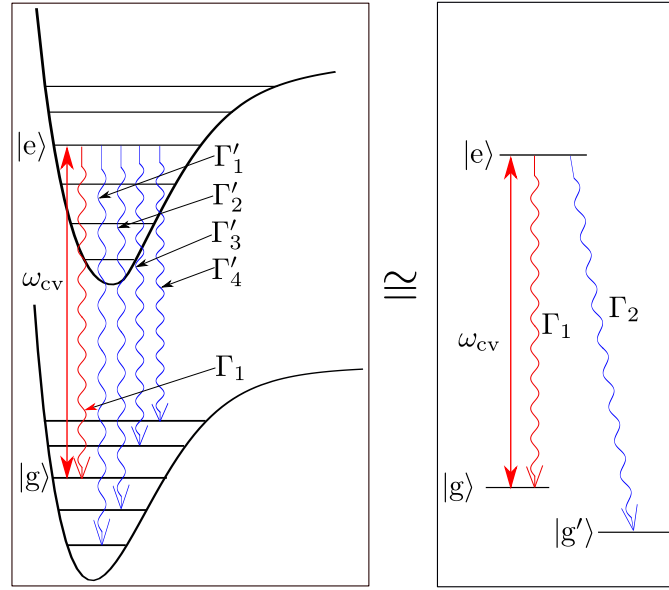 |e⟩
Γ′₁
Γ′₂
Γ′₃
Γ′₄
ω_cv
Γ₁
|g⟩
≅
|e⟩
ω_cv
Γ₁
Γ₂
|g⟩
|g′⟩